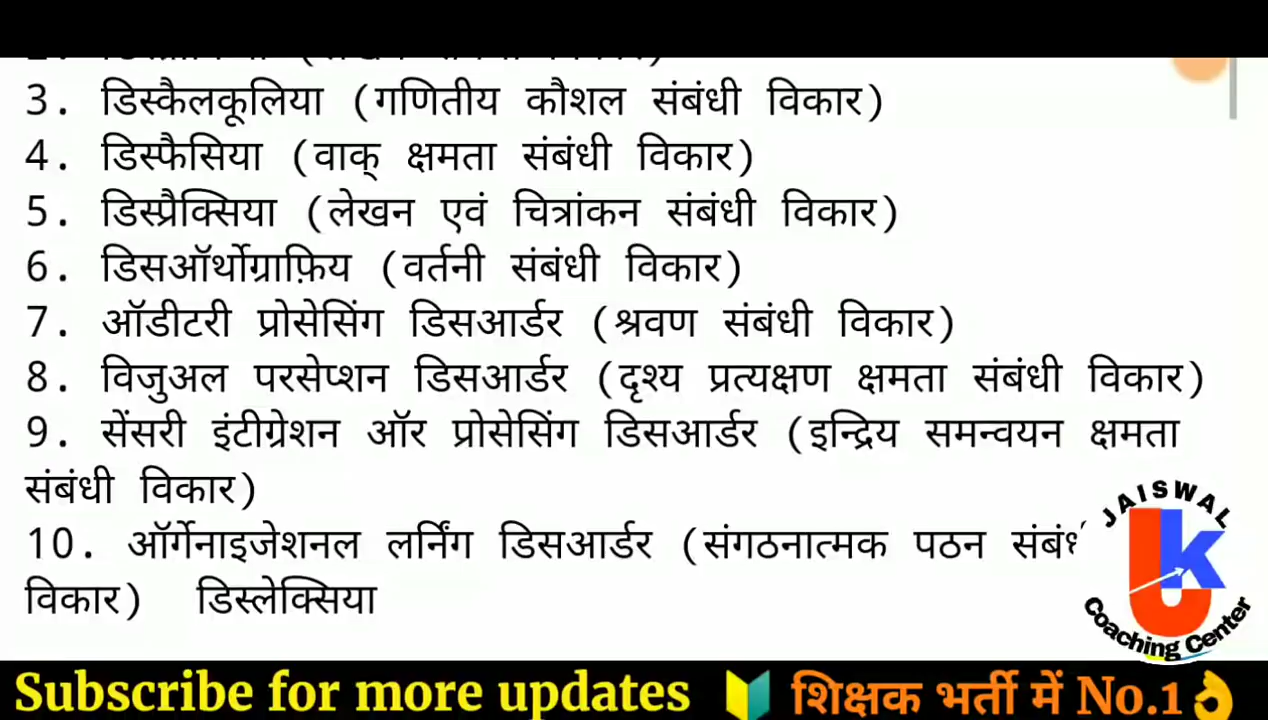 3. डिस्कैलकूलिया (गणितीय कौशल संबंधी विकार)
4. डिस्फैसिया (वाक् क्षमता संबंधी विकार)
5. डिस्प्रैक्सिया (लेखन एवं चित्रांकन संबंधी विकार)
6. डिसऑर्थोग्राफ़िय (वर्तनी संबंधी विकार)
7. ऑडीटरी प्रोसेसिंग डिसआर्डर (श्रवण संबंधी विकार)
8. विजुअल परसेप्शन डिसआर्डर (दृश्य प्रत्यक्षण क्षमता संबंधी विकार)
9. सेंसरी इंटीग्रेशन ऑर प्रोसेसिंग डिसआर्डर (इन्द्रिय समन्वयन क्षमता
संबंधी विकार)
10. ऑर्गेनाइजेशनल लर्निंग डिसआर्डर (संगठनात्मक पठन
विकार) डिस्लेक्सिया
JAISWAL
UK
Coaching Center
Subscribe for more updates 🔰 शिक्षक भर्ती में No.1👌